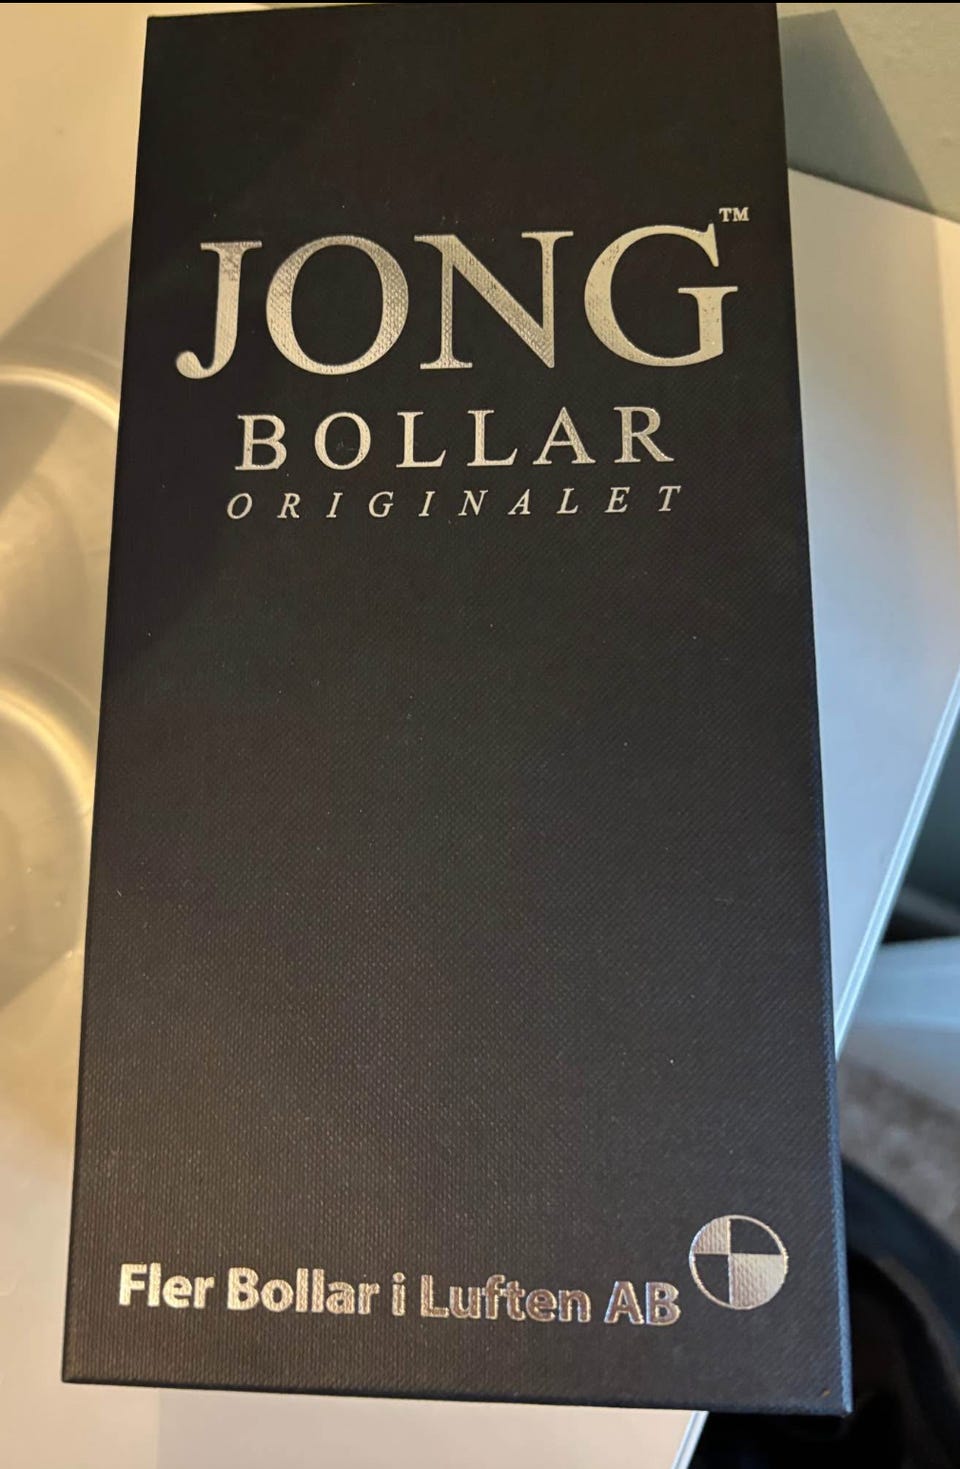 JONG™
BOLLAR
ORIGINALET
Fler Bollar i Luften AB